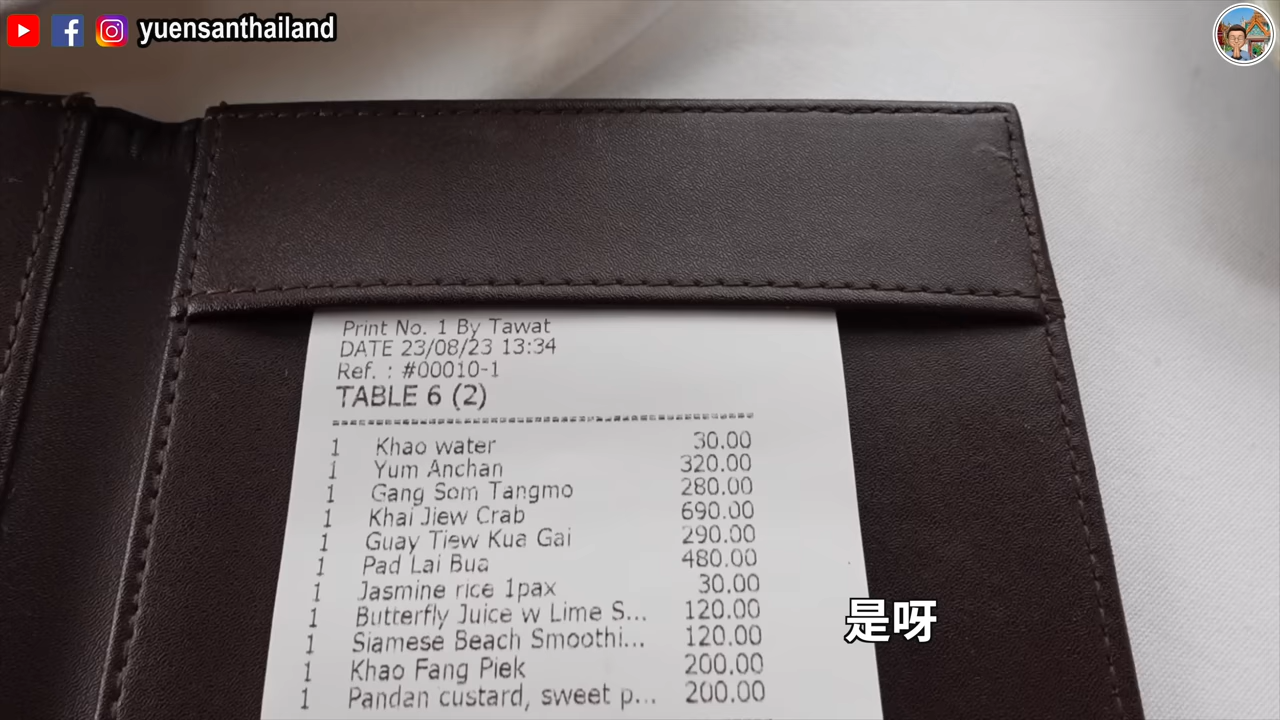 yuensanthailand
Print No. 1 By Tawat
DATE 23/08/23 13:34
Ref. : #00010-1
TABLE 6 (2)
1 Khao water 30.00
1 Yum Anchan 320.00
1 Gang Som Tangmo 280.00
1 Khai Jiew Crab 690.00
1 Guay Tiew Kua Gai 290.00
1 Pad Lai Bua 480.00
1 Jasmine rice 1pax 30.00
1 Butterfly Juice w Lime S... 120.00
1 Siamese Beach Smoothi... 120.00
1 Khao Fang Piek 200.00
1 Pandan custard, sweet p... 200.00
是呀